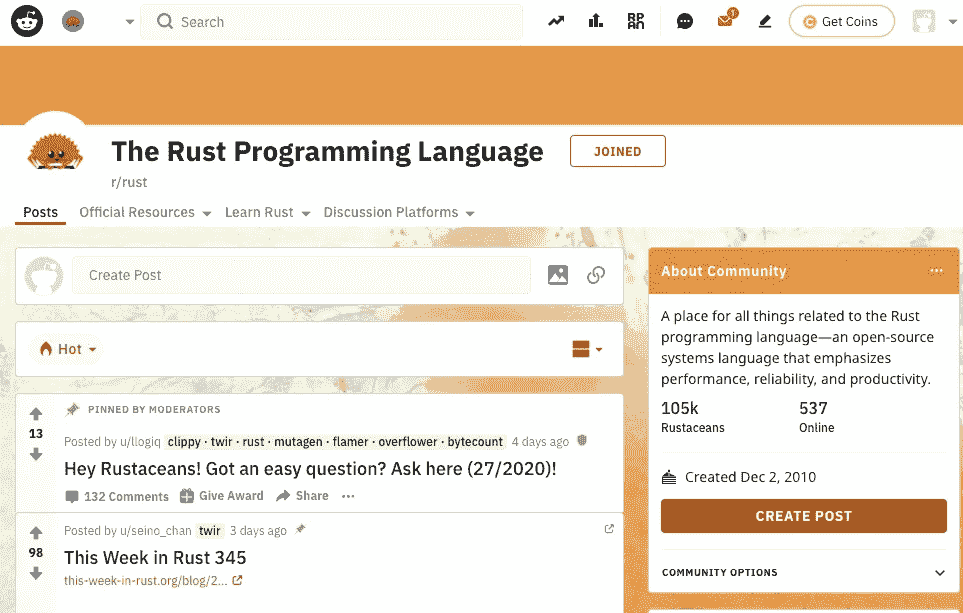 Search
Get Coins
The Rust Programming Language
JOINED
r/rust
Posts Official Resources Learn Rust Discussion Platforms
Create Post
Hot
PINNED BY MODERATORS
13
Posted by u/llogiq clippy · twir · rust · mutagen · flamer · overflower · bytecount 4 days ago
Hey Rustaceans! Got an easy question? Ask here (27/2020)!
132 Comments Give Award Share ...
Posted by u/seino_chan twir 3 days ago
98
This Week in Rust 345
this-week-in-rust.org/blog/2...
About Community ...
A place for all things related to the Rust
programming language—an open-source
systems language that emphasizes
performance, reliability, and productivity.
105k 537
Rustaceans Online
Created Dec 2, 2010
CREATE POST
COMMUNITY OPTIONS